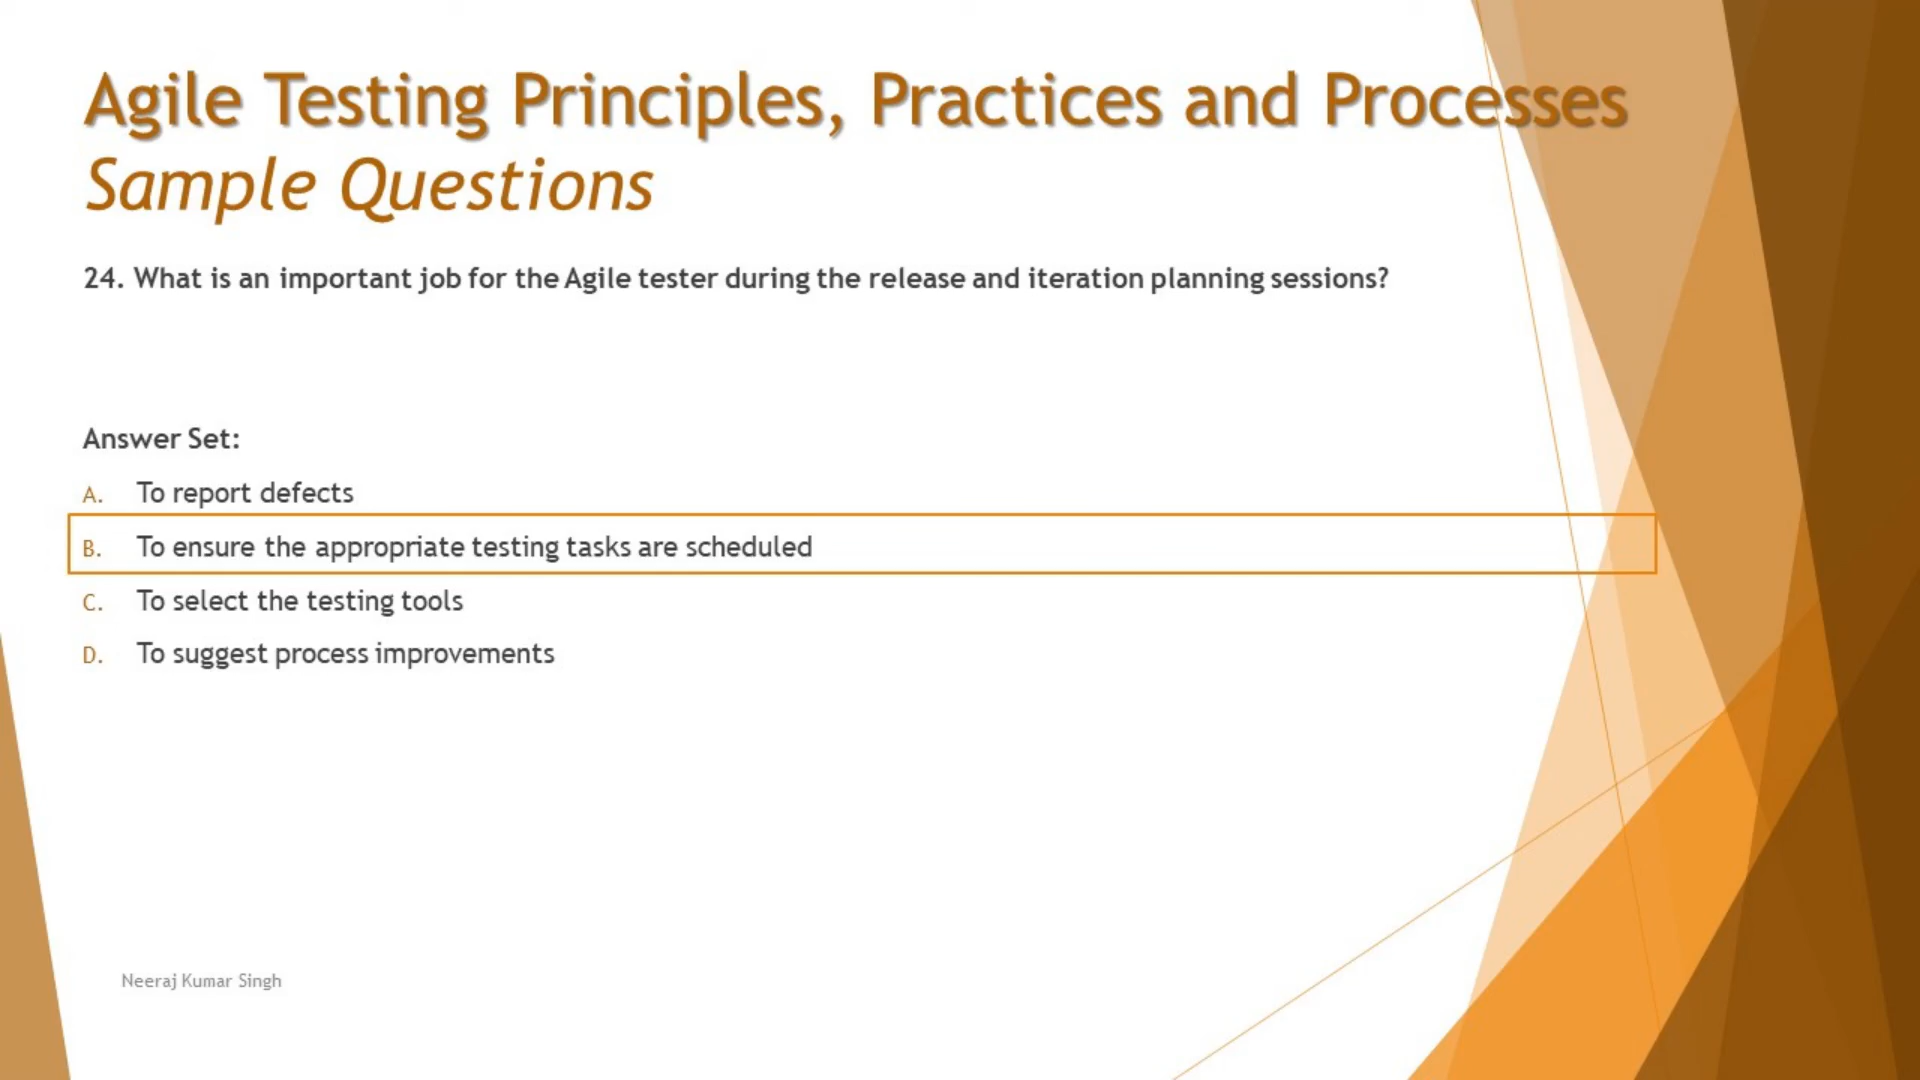 Agile Testing Principles, Practices and Processes
Sample Questions
24. What is an important job for the Agile tester during the release and iteration planning sessions?
Answer Set:
A. To report defects
B. To ensure the appropriate testing tasks are scheduled
C. To select the testing tools
D. To suggest process improvements
Neeraj Kumar Singh